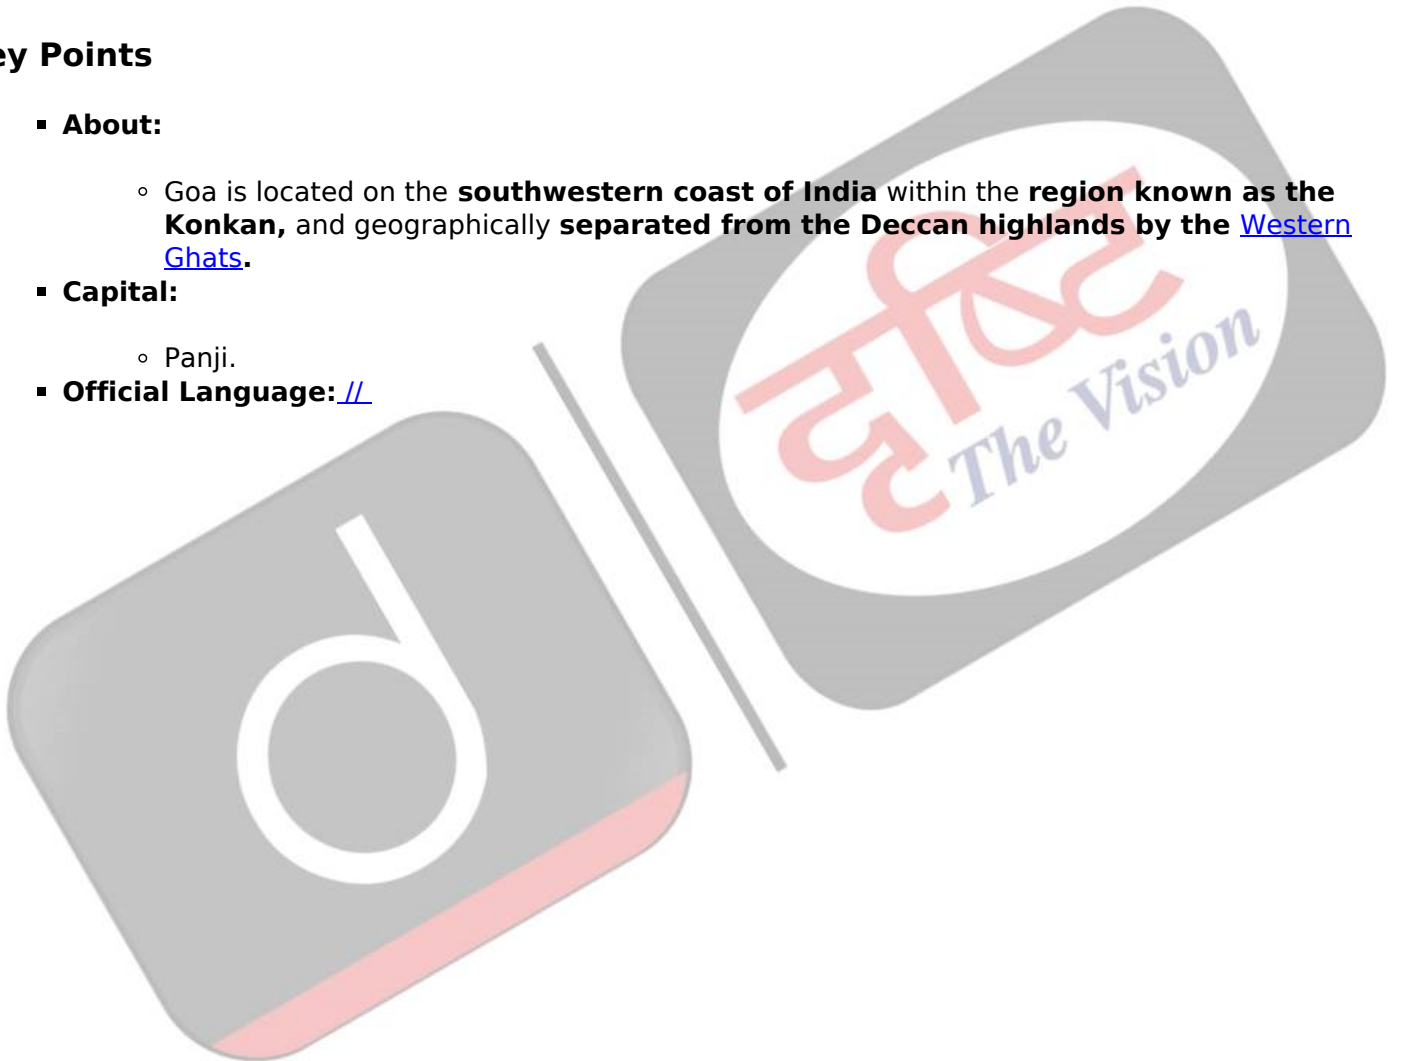 ey Points
▪ About:
◦ Goa is located on the southwestern coast of India within the region known as the
Konkan, and geographically separated from the Deccan highlands by the Western
Ghats.
▪ Capital:
◦ Panji.
▪ Official Language: //
दृष्टि
The Vision
d